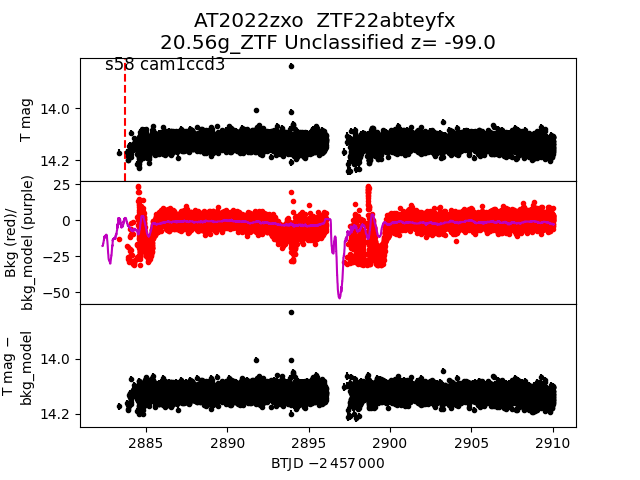 AT2022zxo  ZTF22abteyfx
20.56g_ZTF Unclassified z= -99.0
s58 cam1ccd3
T mag
14.0
14.2
Bkg (red)/
bkg_model (purple)
25
0
−25
−50
T mag −
bkg_model
14.0
14.2
2885
2890
2895
2900
2905
2910
BTJD −2 457 000